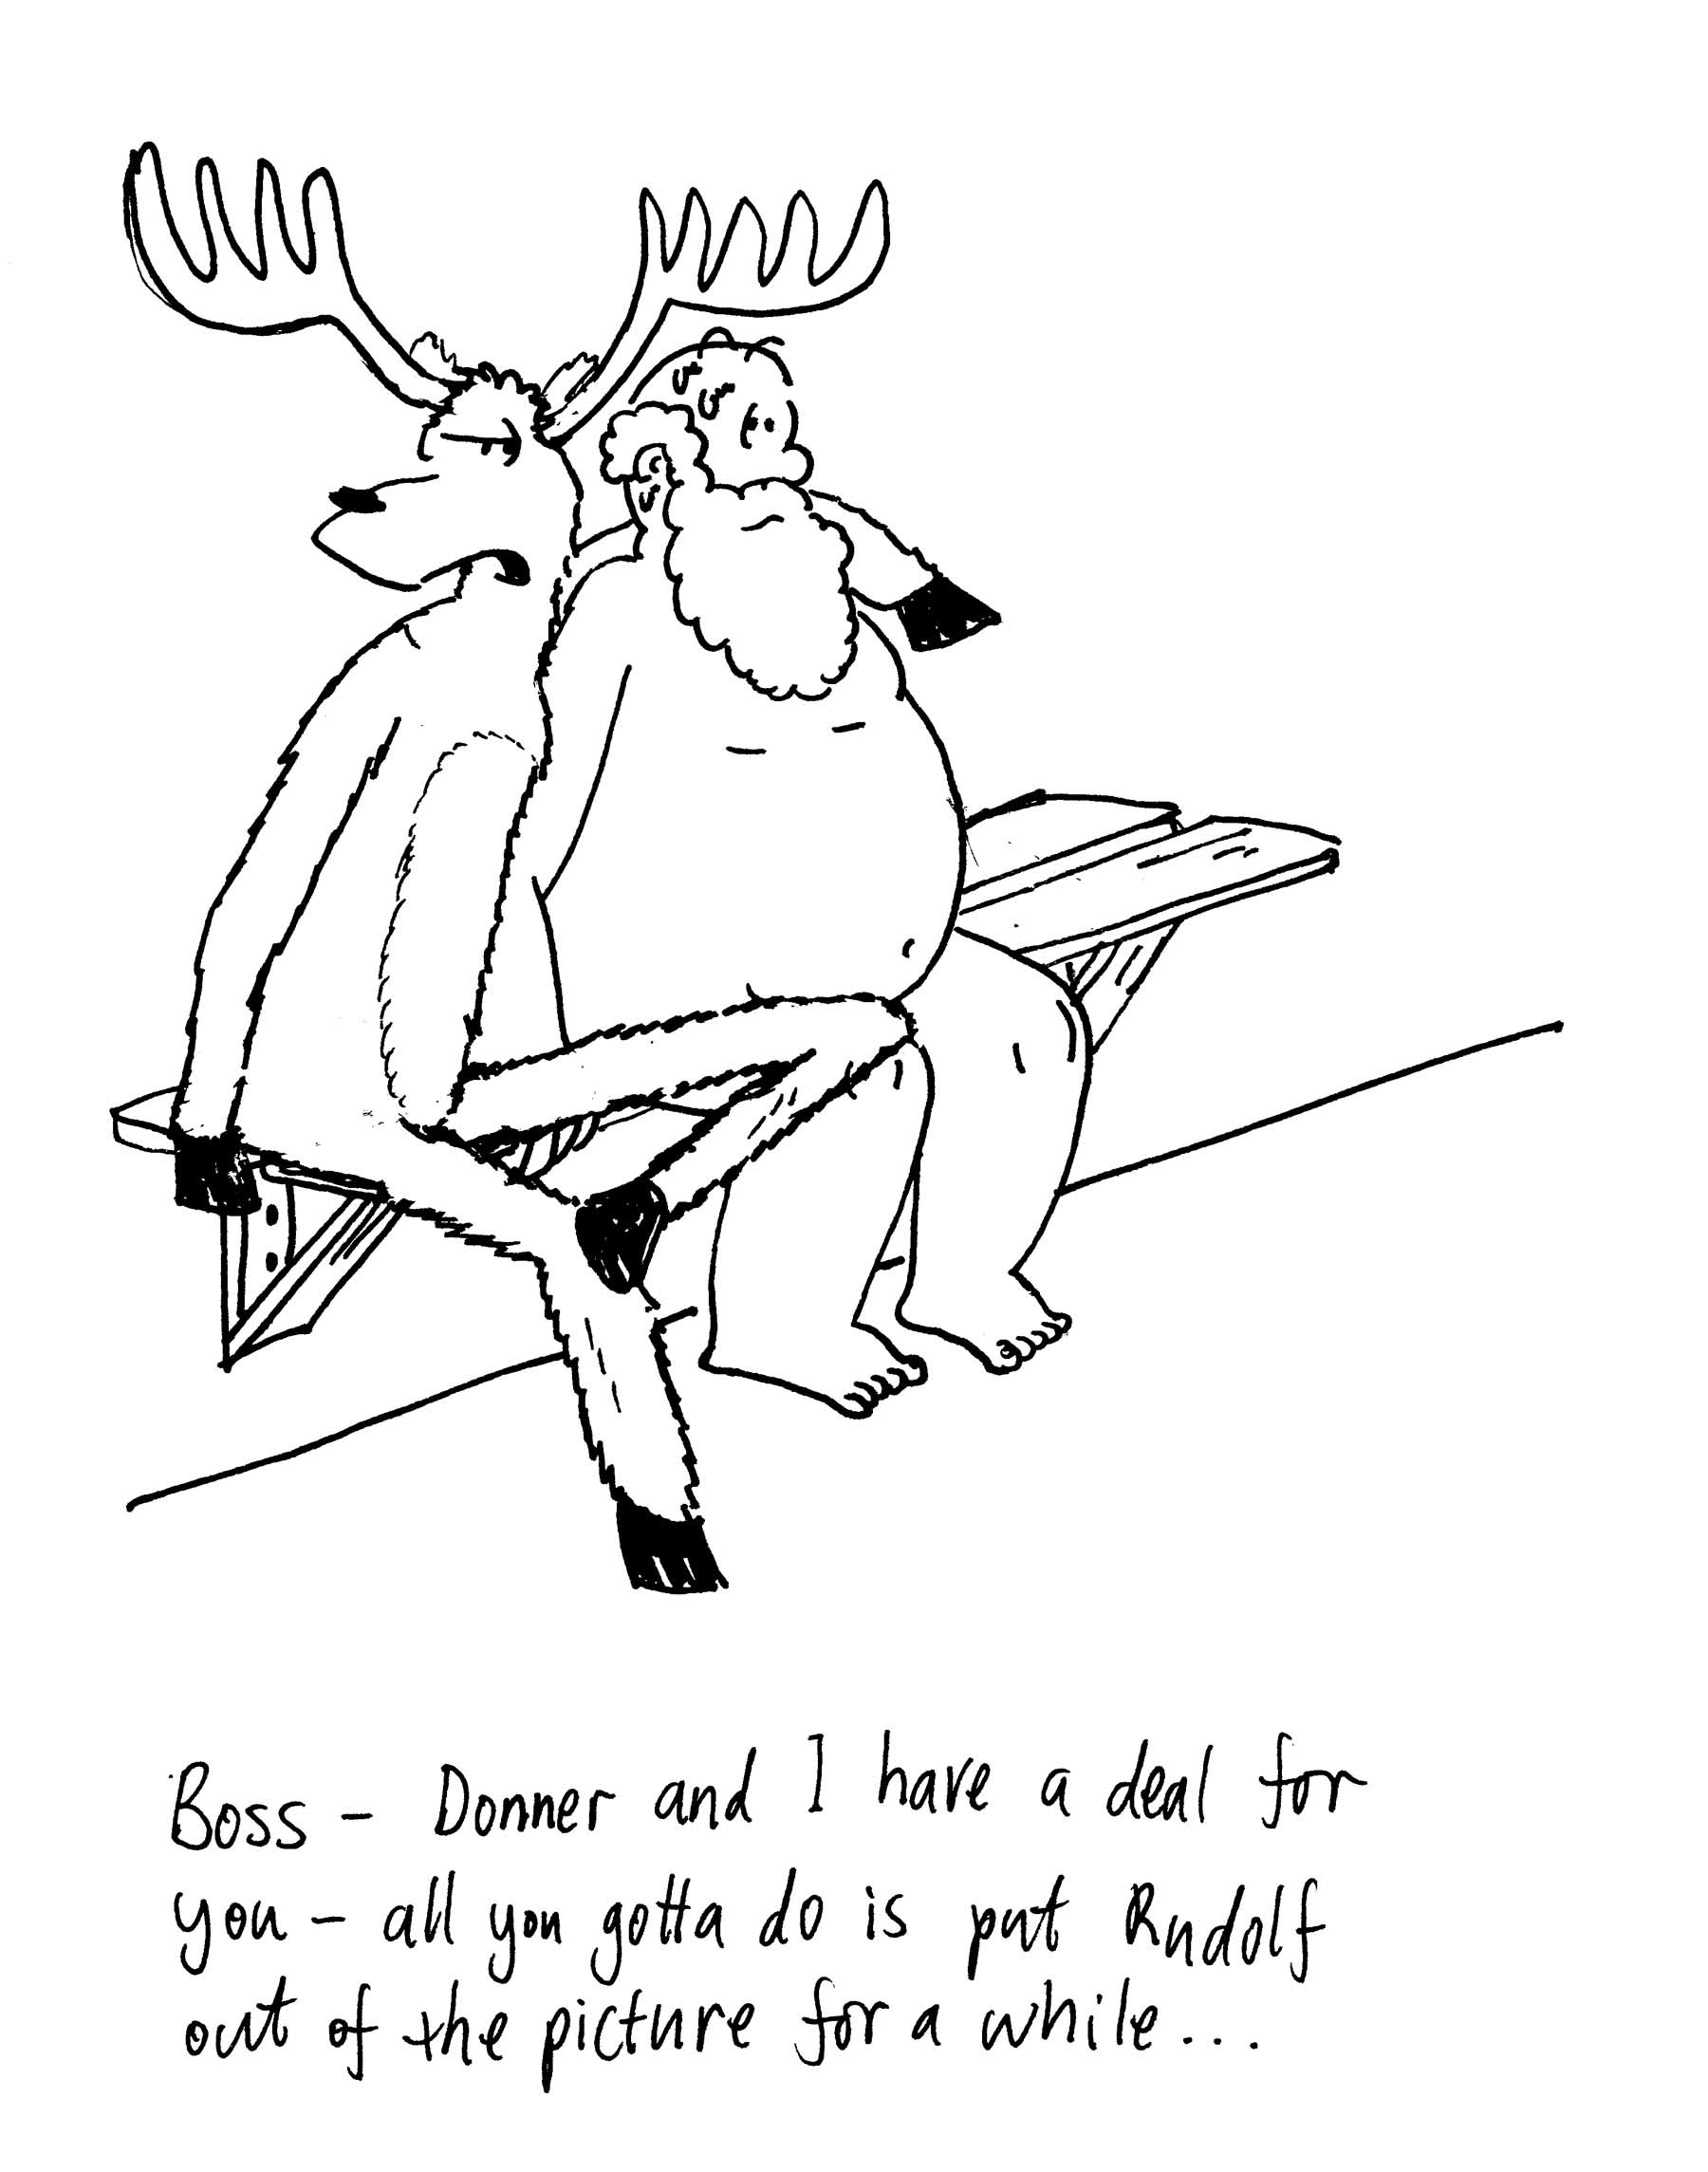 Boss - Donner and I have a deal for
you - all you gotta do is put Rudolf
out of the picture for a while...